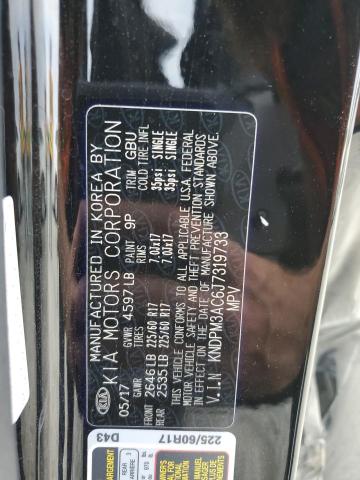 KIA
MANUFACTURED IN KOREA BY
KIA MOTORS CORPORATION
05/17 GVWR 4597LB PAINT 9P TRIM GBU
GAWR TIRES RIMS COLD TIRE INFL
FRONT 2646LB 225/60 R17 7.0Jx17 35psi SINGLE
REAR 2535LB 225/60 R17 7.0Jx17 35psi SINGLE
THIS VEHICLE CONFORMS TO ALL APPLICABLE U.S.A. FEDERAL
MOTOR VEHICLE SAFETY AND THEFT PREVENTION STANDARDS
IN EFFECT ON THE DATE OF MANUFACTURE SHOWN ABOVE.
V.I.N KNDPM3AC6J7319733
MPV
D43
225/60R17
REAR 3